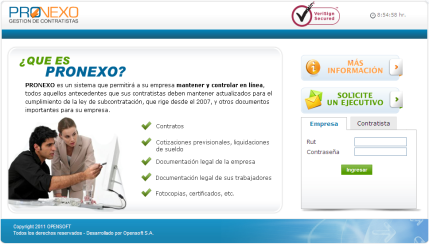 PRONEXO
GESTION DE CONTRATISTAS
VeriSign
Secured
8:54:58 hr.
¿QUE ES
PRONEXO?
PRONEXO es un sistema que permitirá a su empresa mantener y controlar en línea,
todos aquellos antecedentes que sus contratistas deben mantener actualizados para el
cumplimiento de la ley de subcontratación, que rige desde el 2007, y otros documentos
importantes para su empresa.
Contratos
Cotizaciones previsionales, liquidaciones
de sueldo
Documentación legal de la empresa
Documentación legal de sus trabajadores
Fotocopias, certificados, etc.
MÁS
INFORMACIÓN
SOLICITE
UN EJECUTIVO
Empresa
Contratista
Rut
Contraseña
Ingresar
Copyright 2011 OPENSOFT
Todos los derechos reservados - Desarrollado por Opensoft S.A.